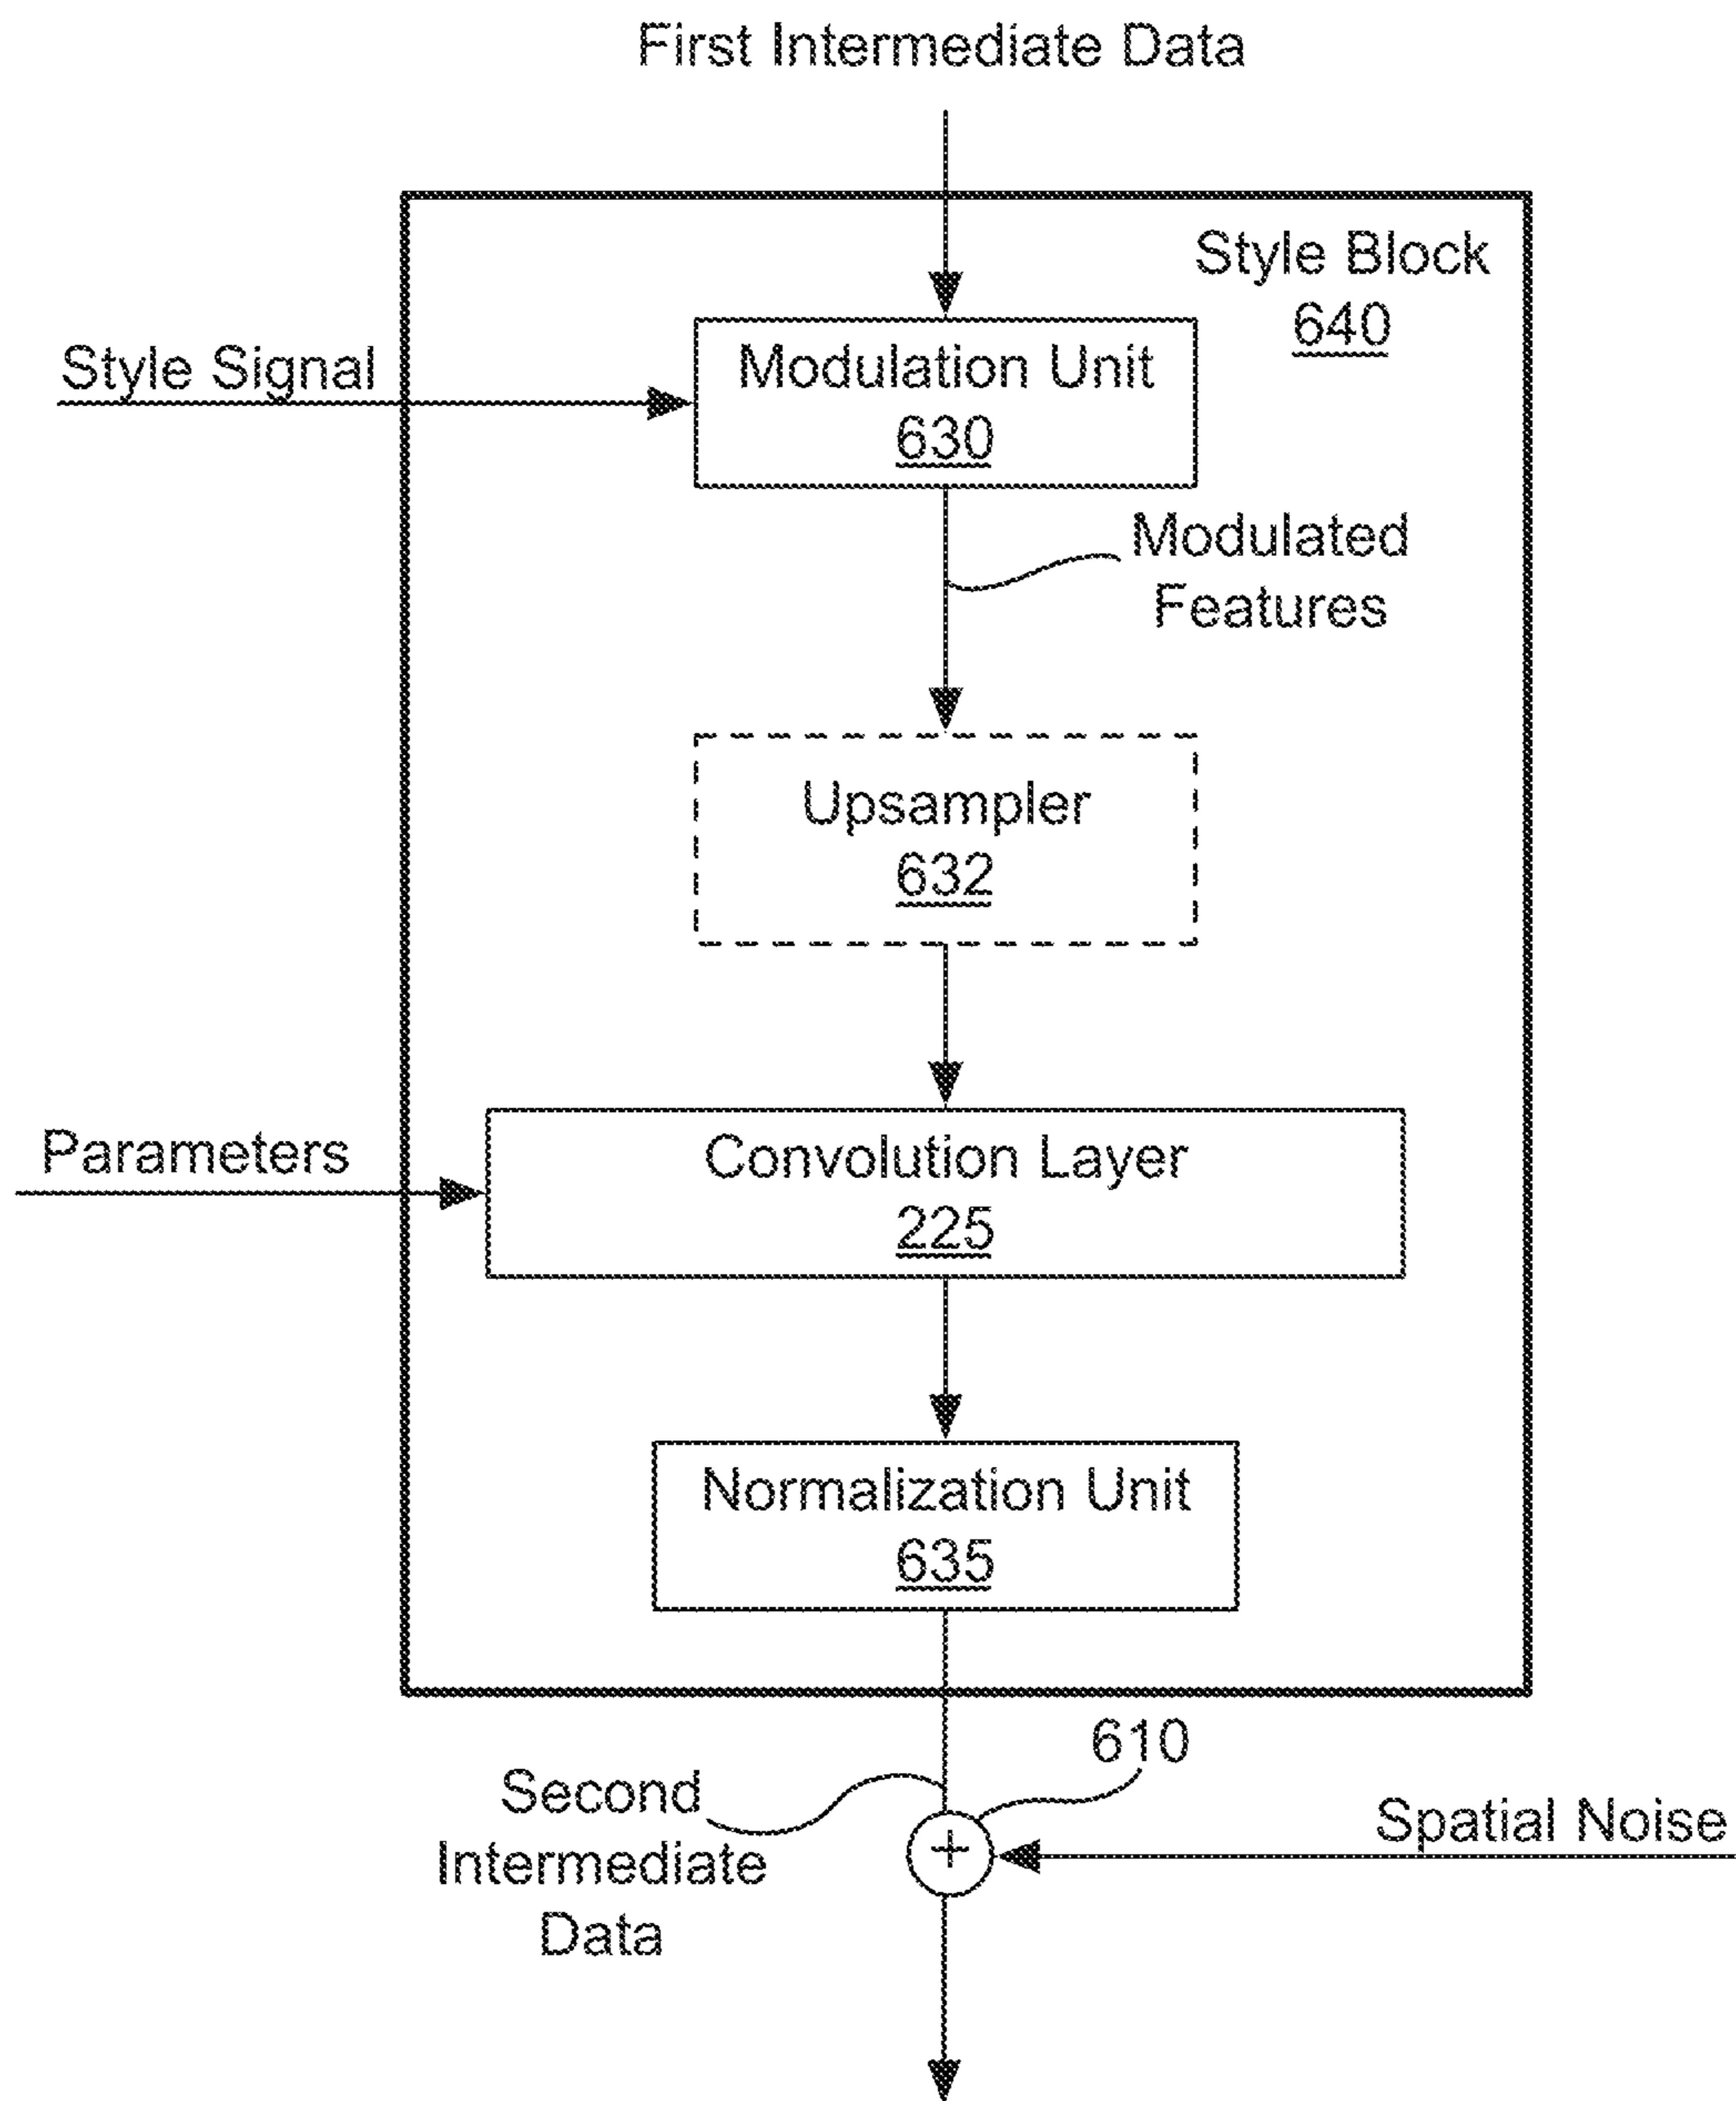 First Intermediate Data
Style Block
640
Style Signal
Modulation Unit
630
Modulated
Features
Upsampler
632
Parameters
Convolution Layer
225
Normalization Unit
635
610
Second
Intermediate
Data
+
Spatial Noise